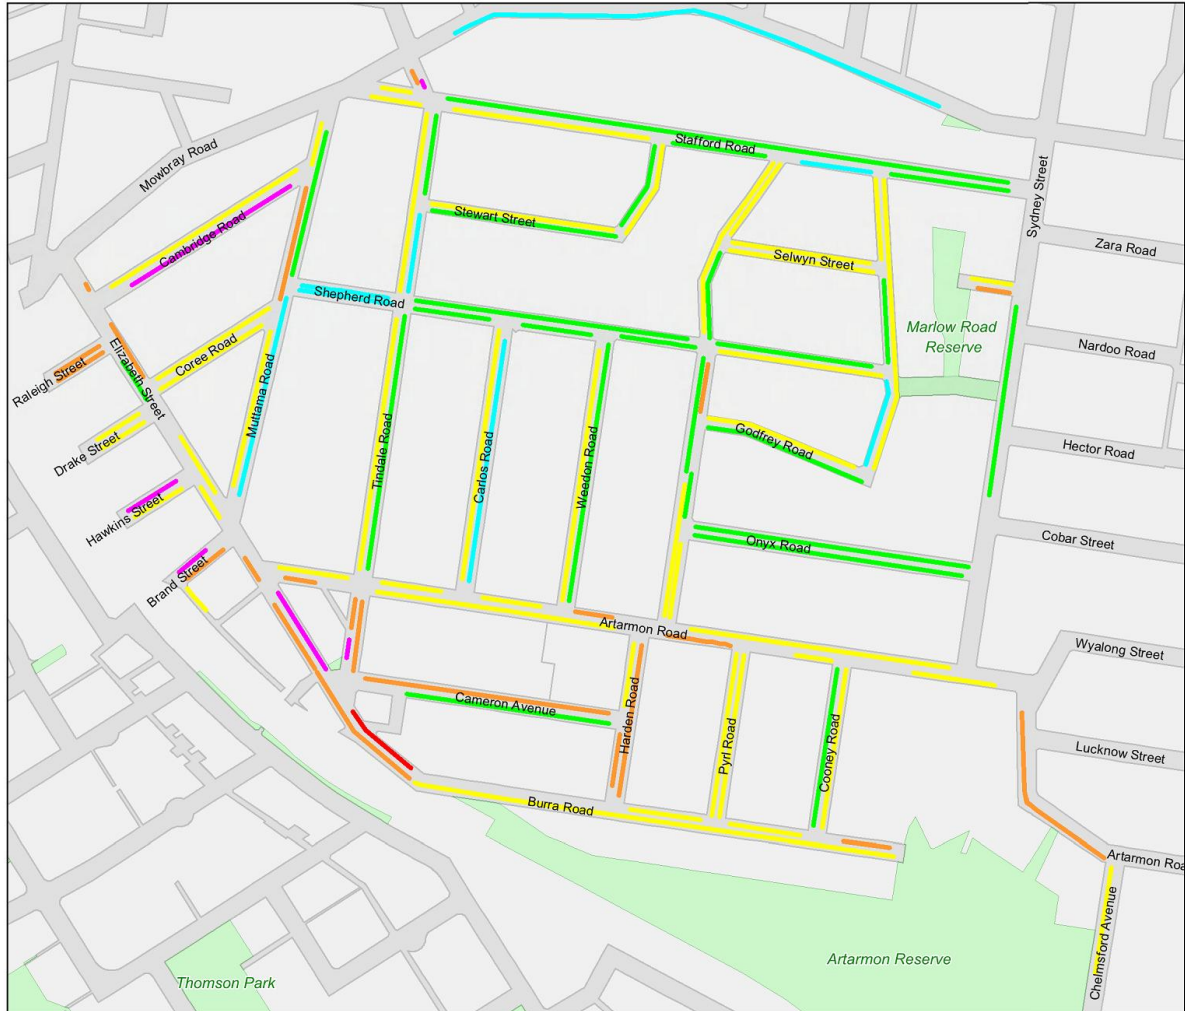 Stafford Road
Mowbray Road
Sydney Street
Cambridge Road
Stewart Street
Zara Road
Selwyn Street
Shepherd Road
Marlow Road
Reserve
Nardoo Road
Elizabeth Street
Coree Road
Raleigh Street
Muttama Road
Drake Street
Tindale Road
Carlos Road
Weedon Road
Godfrey Road
Hector Road
Hawkins Street
Onyx Road
Cobar Street
Brand Street
Artarmon Road
Wyalong Street
Cameron Avenue
Harden Road
Pyrl Road
Cooney Road
Lucknow Street
Burra Road
Artarmon Roa
Chelmsford Avenue
Artarmon Reserve
Thomson Park